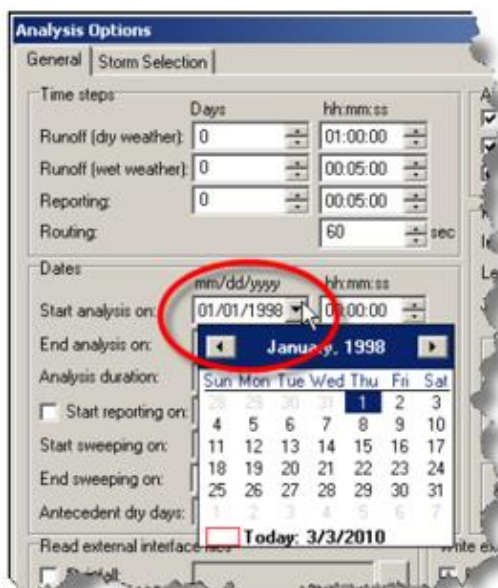 Analysis Options
General Storm Selection
Time steps
Days hh:mm:ss
Runoff (dry weather): 0 01:00:00
Runoff (wet weather): 0 00:05:00
Reporting: 0 00:05:00
Routing: 60 sec
Dates
mm/dd/yyyy hh:mm:ss
Start analysis on: 01/01/1998 00:00:00
End analysis on:
January, 1998
Analysis duration:
Sun Mon Tue Wed Thu Fri Sat
28 29 30 31 1 2 3
Start reporting on:
4 5 6 7 8 9 10
Start sweeping on:
11 12 13 14 15 16 17
End sweeping on:
18 19 20 21 22 23 24
25 26 27 28 29 30 31
Antecedent dry days:
1 2 3 4 5 6 7
Today: 3/3/2010
Read external interface files